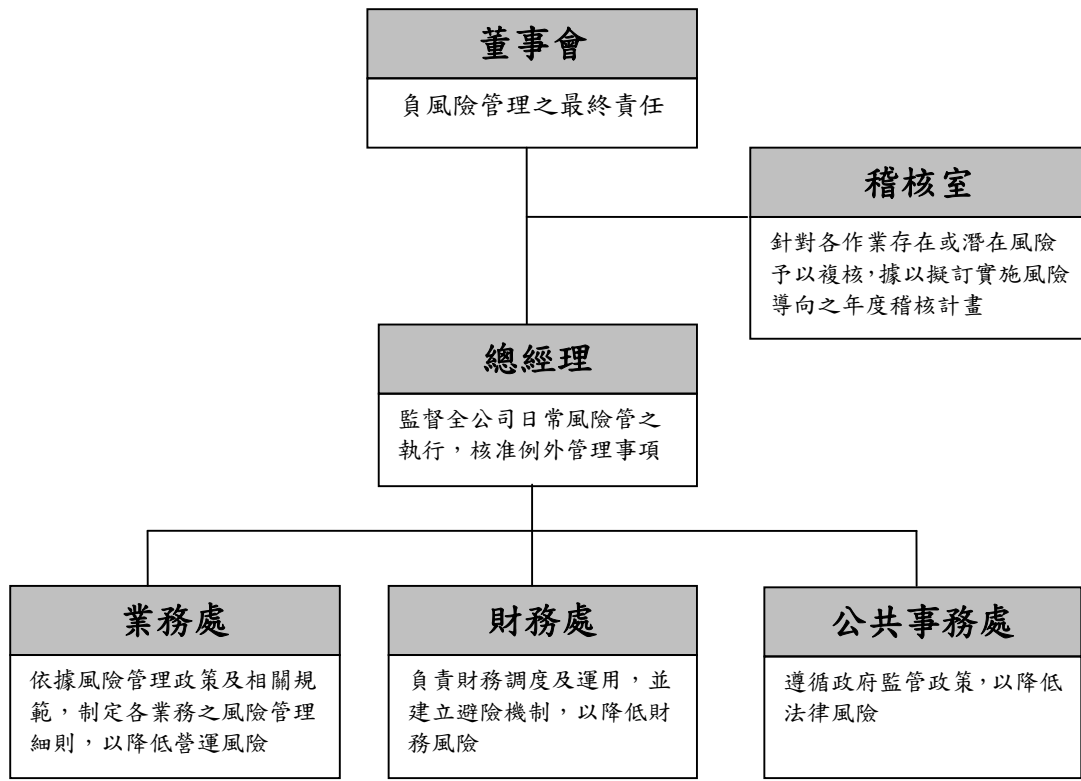 董事會
負風險管理之最終責任
稽核室
針對各作業存在或潛在風險
予以複核，據以擬訂實施風險
導向之年度稽核計畫
總經理
監督全公司日常風險管之
執行，核准例外管理事項
業務處
依據風險管理政策及相關規
範，制定各業務之風險管理
細則，以降低營運風險
財務處
負責財務調度及運用，並
建立避險機制，以降低財
務風險
公共事務處
遵循政府監管政策，以降低
法律風險